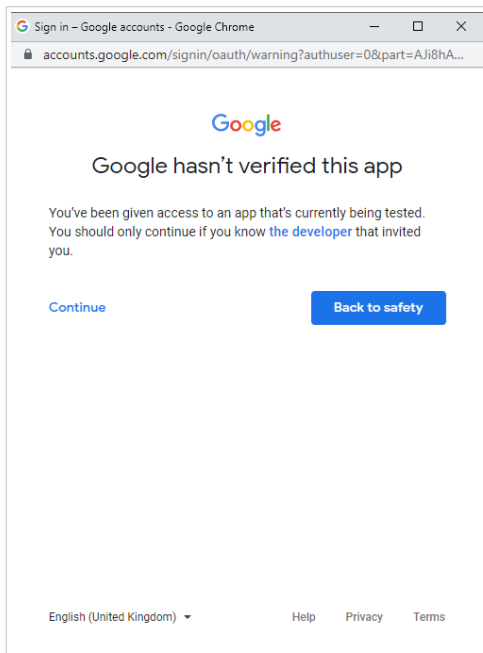 Sign in – Google accounts - Google Chrome
accounts.google.com/signin/oauth/warning?authuser=0&part=AJi8hA...
Google
Google hasn't verified this app
You've been given access to an app that's currently being tested.
You should only continue if you know the developer that invited
you.
Continue
Back to safety
English (United Kingdom)
Help
Privacy
Terms